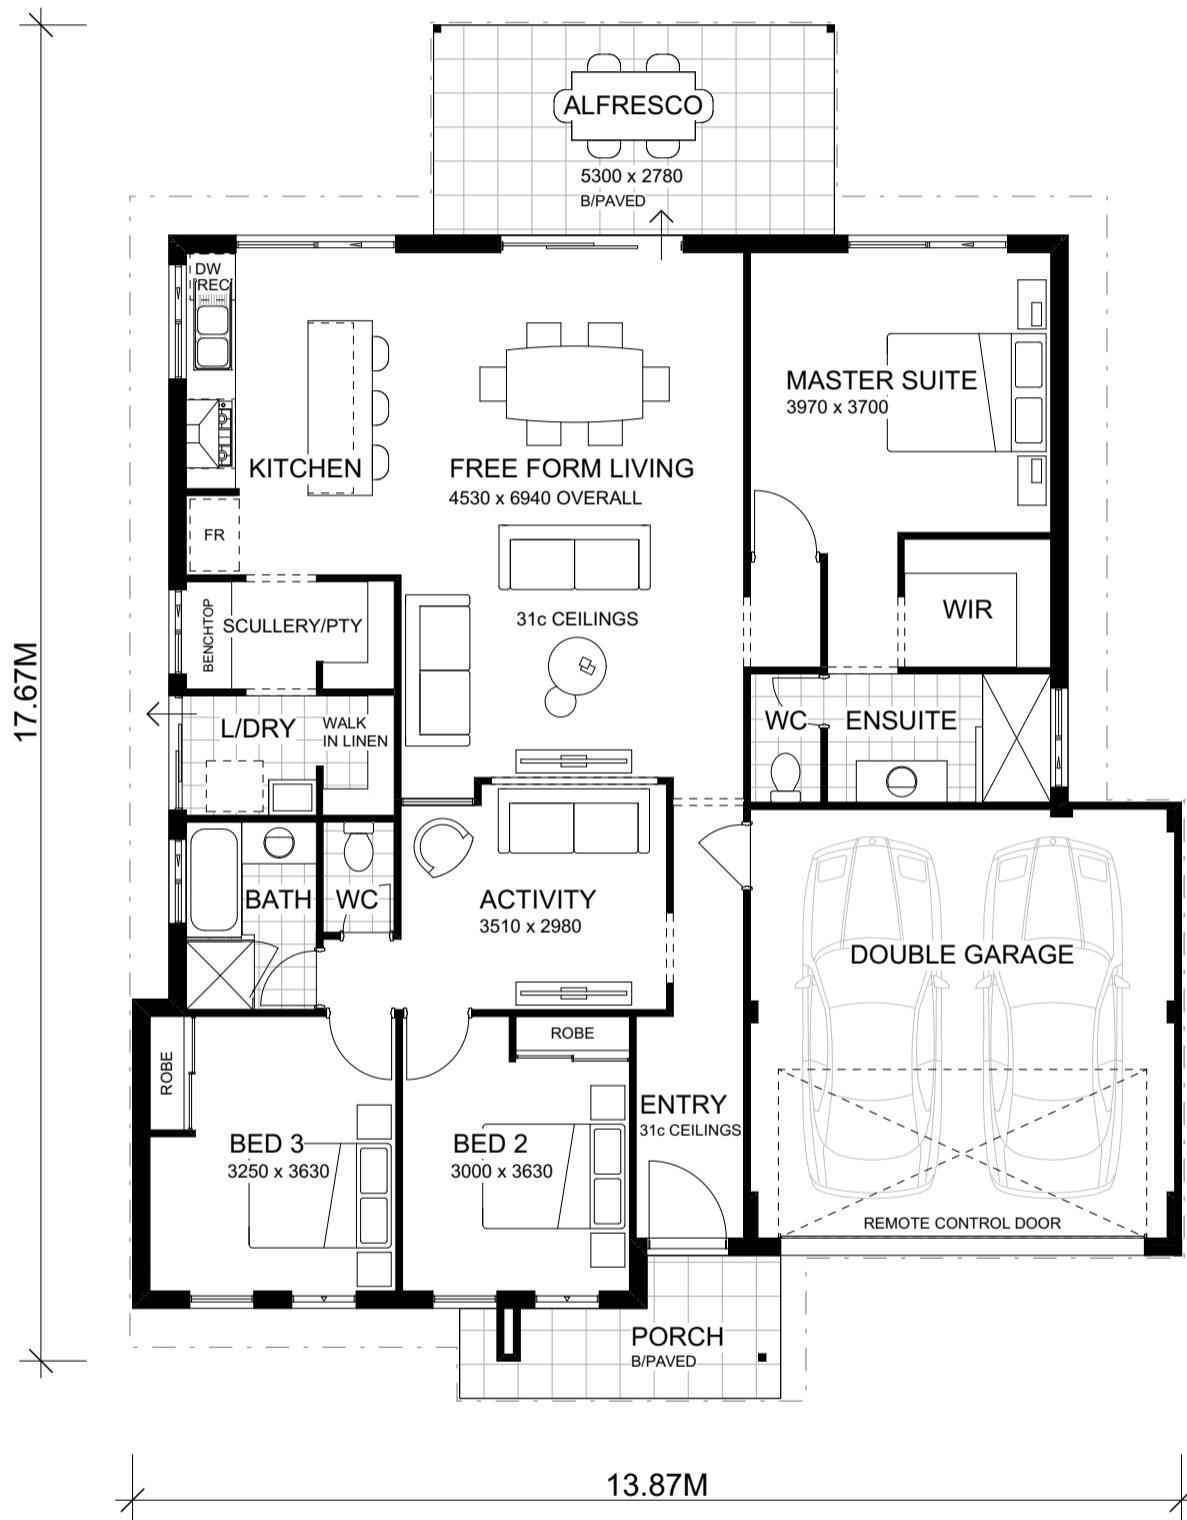 ALFRESCO
5300 x 2780
B/PAVED
DW
REC
MASTER SUITE
3970 x 3700
KITCHEN
FREE FORM LIVING
4530 x 6940 OVERALL
FR
31c CEILINGS
BENCHTOP
SCULLERY/PTY
WIR
17.67M
L/DRY
WALK
IN LINEN
WC
ENSUITE
BATH
WC
ACTIVITY
3510 x 2980
DOUBLE GARAGE
ROBE
ROBE
ENTRY
31c CEILINGS
BED 3
3250 x 3630
BED 2
3000 x 3630
REMOTE CONTROL DOOR
PORCH
B/PAVED
13.87M